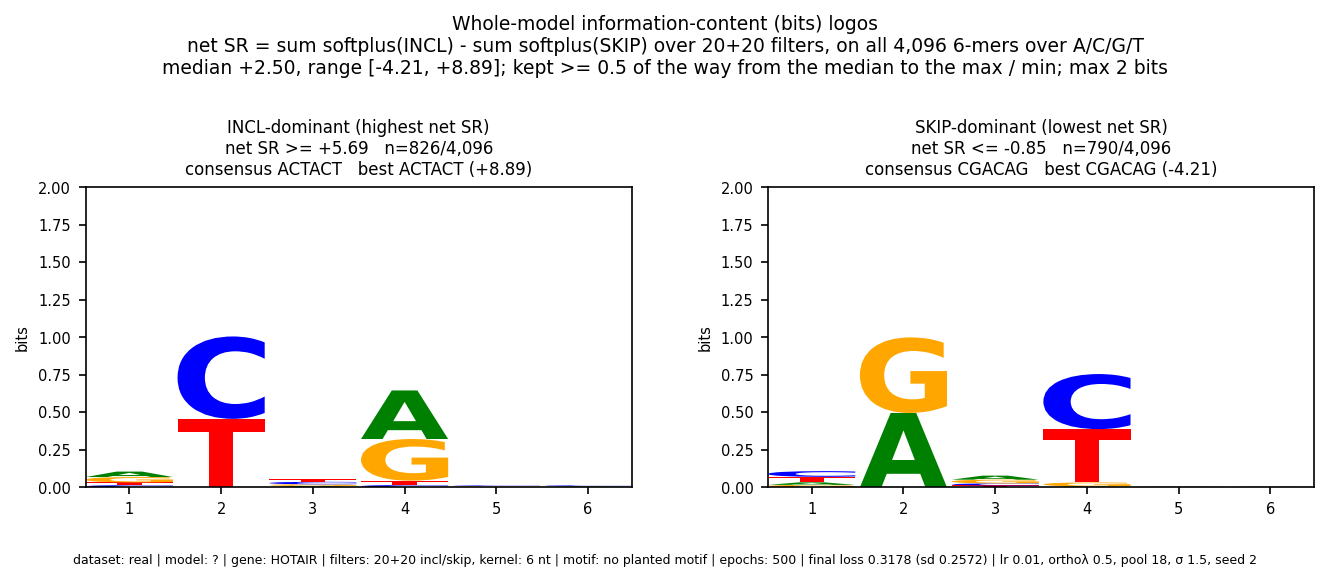 Whole-model information-content (bits) logos
net SR = sum softplus(INCL) - sum softplus(SKIP) over 20+20 filters, on all 4,096 6-mers over A/C/G/T
median +2.50, range [-4.21, +8.89]; kept >= 0.5 of the way from the median to the max / min; max 2 bits
INCL-dominant (highest net SR)
net SR >= +5.69   n=826/4,096
consensus ACTACT   best ACTACT (+8.89)
2.00
1.75
1.50
1.25
1.00
0.75
0.50
0.25
0.00
bits
C
T
A
G
1 2 3 4 5 6
SKIP-dominant (lowest net SR)
net SR <= -0.85   n=790/4,096
consensus CGACAG   best CGACAG (-4.21)
2.00
1.75
1.50
1.25
1.00
0.75
0.50
0.25
0.00
bits
G
A
C
T
1 2 3 4 5 6
dataset: real | model: ? | gene: HOTAIR | filters: 20+20 incl/skip, kernel: 6 nt | motif: no planted motif | epochs: 500 | final loss 0.3178 (sd 0.2572) | lr 0.01, orthoλ 0.5, pool 18, σ 1.5, seed 2